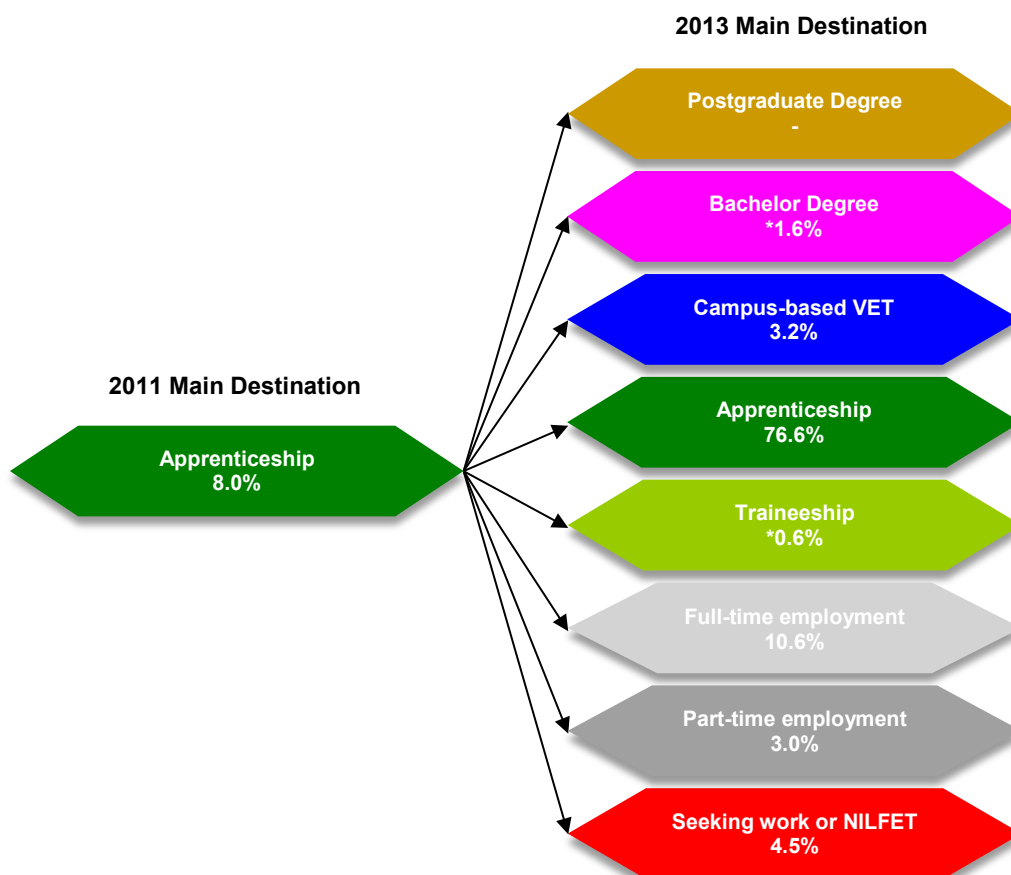 2013 Main Destination
Postgraduate Degree
-
Bachelor Degree
*1.6%
Campus-based VET
3.2%
2011 Main Destination
Apprenticeship
8.0%
Apprenticeship
76.6%
Traineeship
*0.6%
Full-time employment
10.6%
Part-time employment
3.0%
Seeking work or NILFET
4.5%